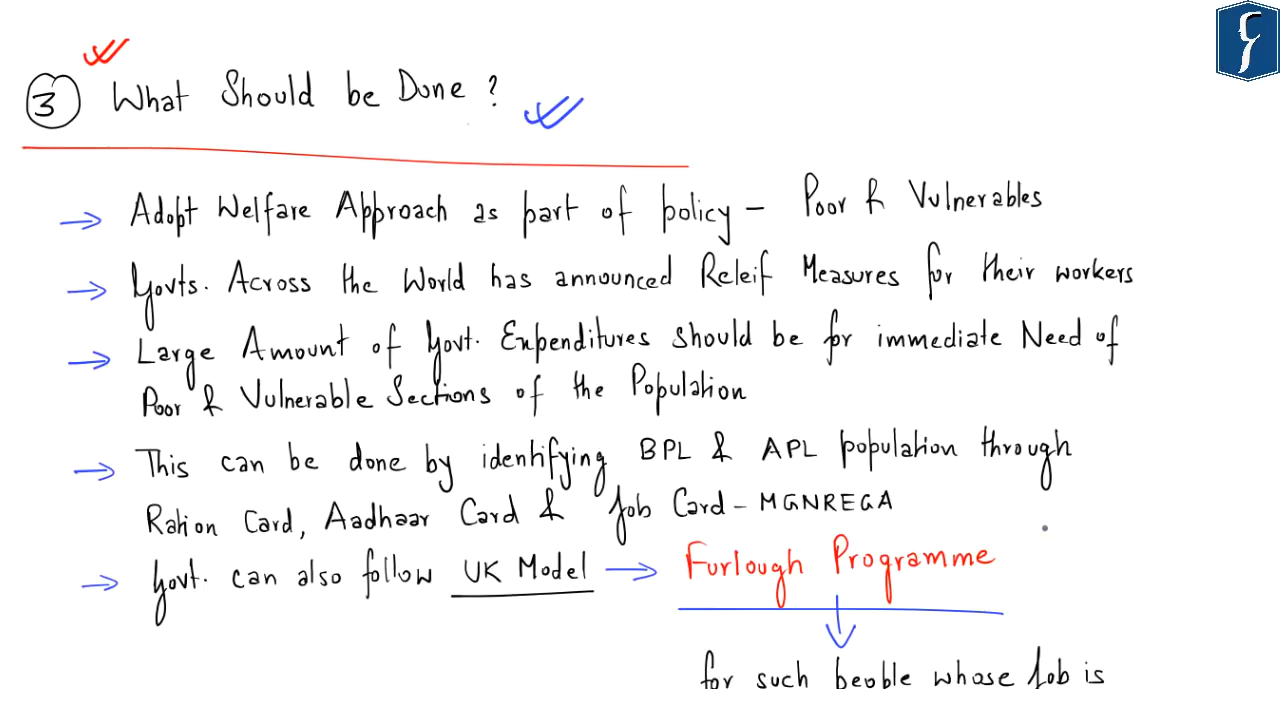 3 What Should be Done ?
→ Adopt Welfare Approach as part of policy – Poor & Vulnerables
→ Govts. Across the World has announced Releif Measures for their workers
→ Large Amount of Govt. Expenditures should be for immediate Need of
Poor & Vulnerable Sections of the Population
→ This can be done by identifying BPL & APL population through
Ration Card, Aadhaar Card & Job Card – MGNREGA
→ Govt. can also follow UK Model → Furlough Programme
for such people whose Job is